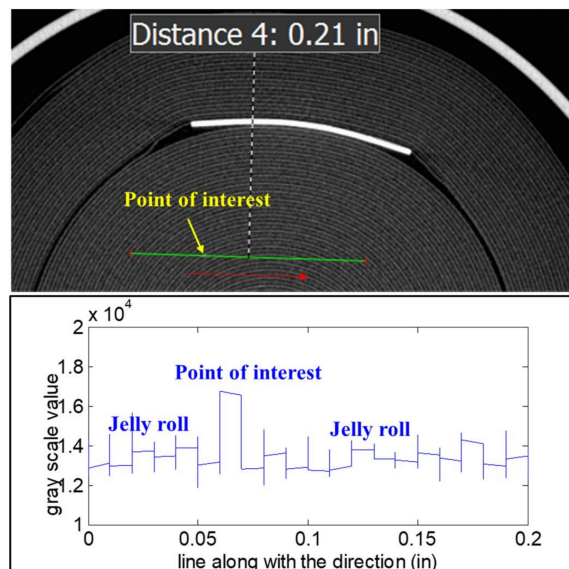 Distance 4: 0.21 in
Point of interest
2 × 10^4
1.8
Point of interest
1.6
Jelly roll
Jelly roll
1.4
1.2
1
gray scale value
0
0.05
0.1
0.15
0.2
line along with the direction (in)